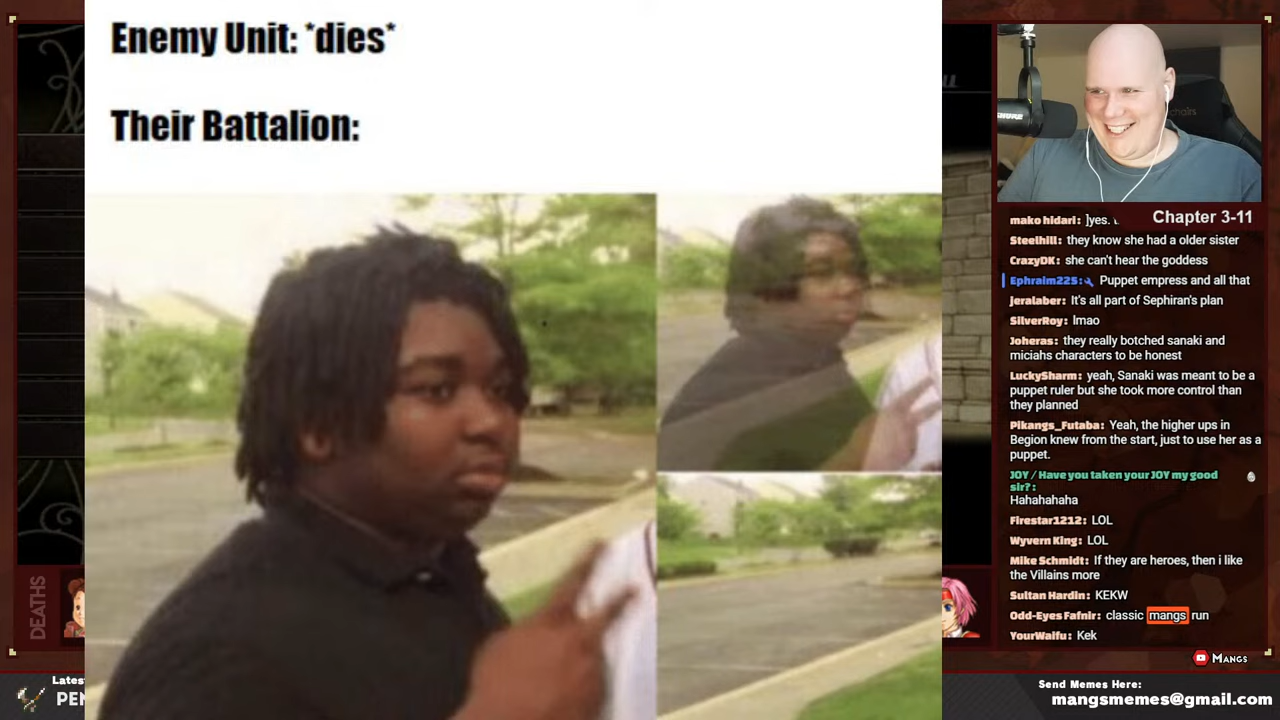 Enemy Unit: *dies*
Their Battalion:
SHURE
Chapter 3-11
mako hidari: ]yes.
Steelhill: they know she had a older sister
CrazyDK: she can't hear the goddess
Ephraim225: Puppet empress and all that
jeralaber: It's all part of Sephiran's plan
SilverRoy: lmao
Joheras: they really botched sanaki and
miciahs characters to be honest
LuckySharm: yeah, Sanaki was meant to be a
puppet ruler but she took more control than
they planned
Pikangs_Futaba: Yeah, the higher ups in
Begion knew from the start, just to use her as a
puppet.
JOY / Have you taken your JOY my good
sir?:
Hahahahaha
Firestar1212: LOL
Wyvern King: LOL
Mike Schmidt: If they are heroes, then i like
the Villains more
Sultan Hardin: KEKW
Odd-Eyes Fafnir: classic mangs run
YourWaifu: Kek
DEATHS
Mangs
Lates
PEN
Send Memes Here:
mangsmemes@gmail.com